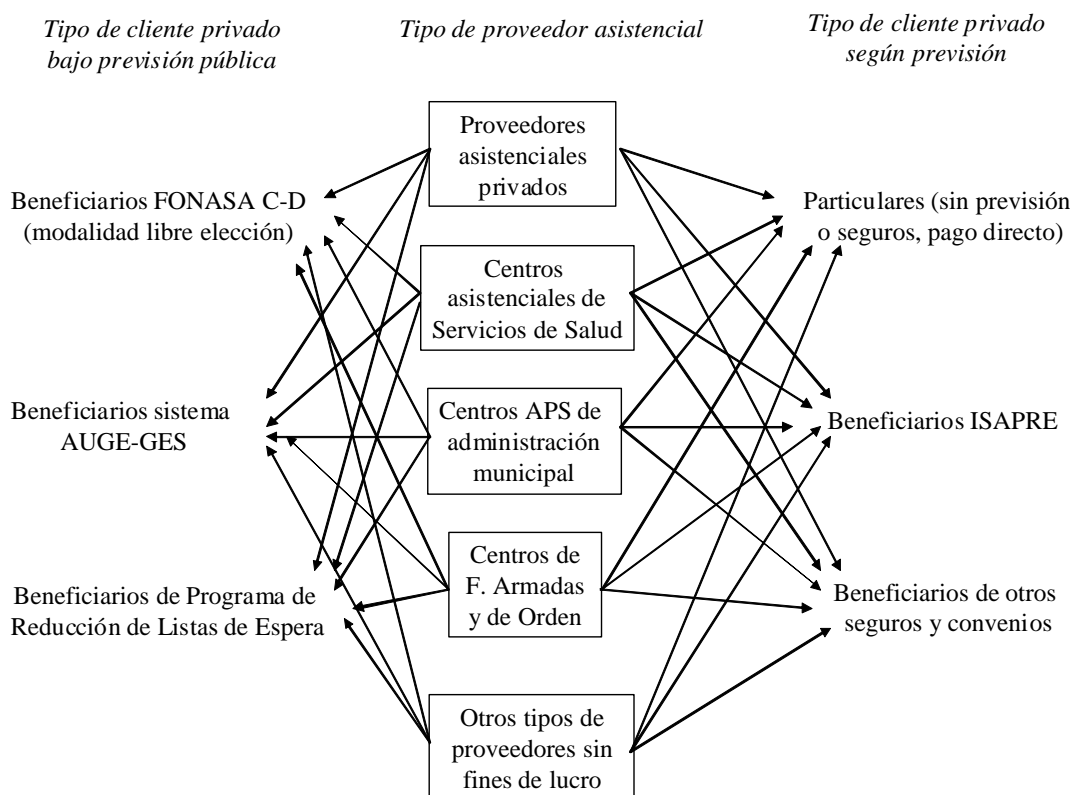 Tipo de cliente privado
bajo previsión pública
Tipo de proveedor asistencial
Tipo de cliente privado
según previsión
Proveedores
asistenciales
privados
Beneficiarios FONASA C-D
(modalidad libre elección)
Particulares (sin previsión
o seguros, pago directo)
Centros
asistenciales de
Servicios de Salud
Beneficiarios sistema
AUGE-GES
Centros APS de
administración
municipal
Beneficiarios ISAPRE
Beneficiarios de Programa de
Reducción de Listas de Espera
Centros de
F. Armadas
y de Orden
Beneficiarios de otros
seguros y convenios
Otros tipos de
proveedores sin
fines de lucro